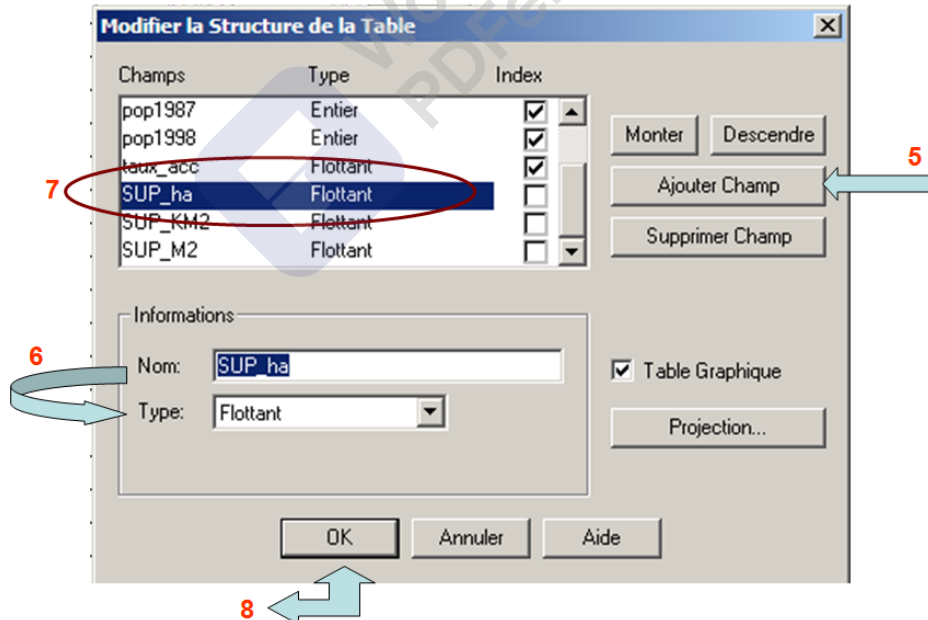 Modifier la Structure de la Table
Champs Type Index
pop1987 Entier
pop1998 Entier
taux_acc Flottant
SUP_ha Flottant
SUP_KM2 Flottant
SUP_M2 Flottant
Monter Descendre
Ajouter Champ
Supprimer Champ
5
7
Informations
6
Nom: SUP_ha
Type: Flottant
Table Graphique
Projection...
OK Annuler Aide
8